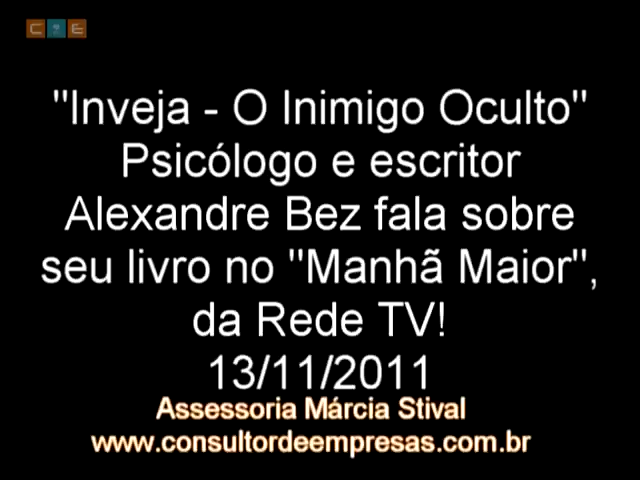 C E
"Inveja - O Inimigo Oculto"
Psicólogo e escritor
Alexandre Bez fala sobre
seu livro no "Manhã Maior",
da Rede TV!
13/11/2011
Assessoria Márcia Stival
www.consultordeempresas.com.br